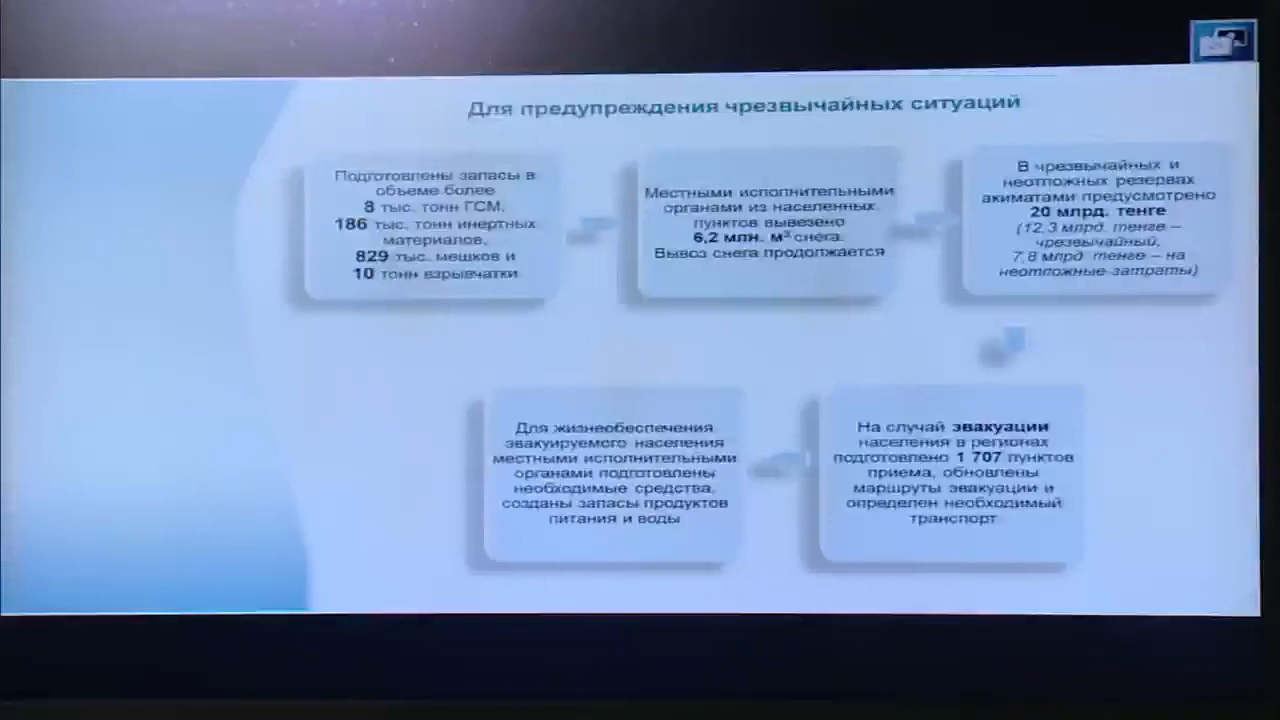 Для предупреждения чрезвычайных ситуаций
Подготовлены запасы в
объеме более
8 тыс. тонн ГСМ,
186 тыс. тонн инертных
материалов,
829 тыс. мешков и
10 тонн взрывчатки
Местными исполнительными
органами из населенных
пунктов вывезено
6,2 млн. м³ снега.
Вывоз снега продолжается
В чрезвычайных и
неотложных резервах
акиматами предусмотрено
20 млрд. тенге
(12,3 млрд. тенге –
чрезвычайный,
7,8 млрд. тенге – на
неотложные затраты)
На случай эвакуации
населения в регионах
подготовлено 1 707 пунктов
приема, обновлены
маршруты эвакуации и
определен необходимый
транспорт
Для жизнеобеспечения
эвакуируемого населения
местными исполнительными
органами подготовлены
необходимые средства,
созданы запасы продуктов
питания и воды